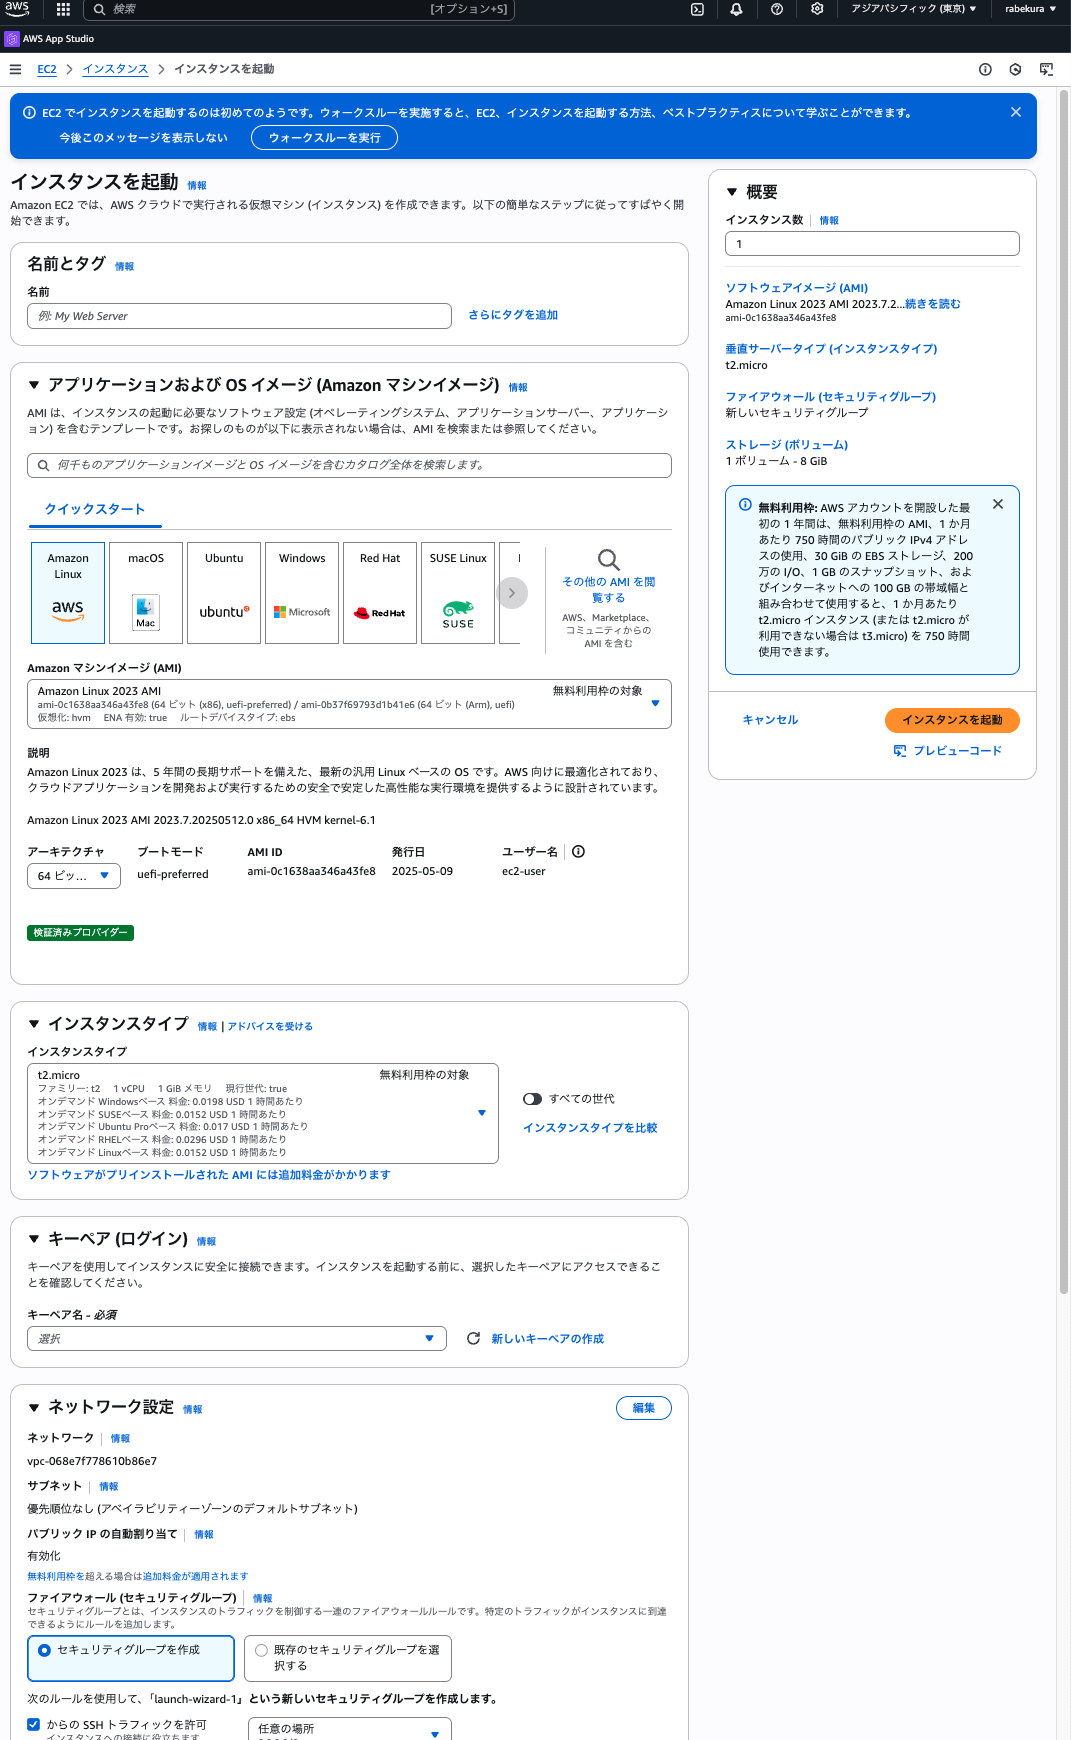 aws
検索
[オプション+S]
アジアパシフィック (東京) ▼
rabekura ▼
AWS App Studio
EC2 > インスタンス > インスタンスを起動
EC2 でインスタンスを起動するのは初めてのようです。ウォークスルーを実施すると、EC2、インスタンスを起動する方法、ベストプラクティスについて学ぶことができます。
今後このメッセージを表示しない
ウォークスルーを実行
インスタンスを起動 情報
Amazon EC2 では、AWS クラウドで実行される仮想マシン (インスタンス) を作成できます。以下の簡単なステップに従ってすばやく開
始できます。
名前とタグ 情報
名前
例: My Web Server
さらにタグを追加
▼ アプリケーションおよび OS イメージ (Amazon マシンイメージ) 情報
AMI は、インスタンスの起動に必要なソフトウェア設定 (オペレーティングシステム、アプリケーションサーバー、アプリケーシ
ョン) を含むテンプレートです。お探しのものが以下に表示されない場合は、AMI を検索または参照してください。
何千ものアプリケーションイメージと OS イメージを含むカタログ全体を検索します。
クイックスタート
Amazon
Linux
aws
macOS
Mac
Ubuntu
ubuntu
Windows
Microsoft
Red Hat
RedHat
SUSE Linux
SUSE
その他の AMI を閲
覧する
AWS、Marketplace、
コミュニティからの
AMI を含む
Amazon マシンイメージ (AMI)
Amazon Linux 2023 AMI
無料利用枠の対象
ami-0c1638aa346a43fe8 (64 ビット (x86), uefi-preferred) / ami-0b37f69793d1b41e6 (64 ビット (Arm), uefi)
仮想化: hvm ENA 有効: true ルートデバイスタイプ: ebs
説明
Amazon Linux 2023 は、5 年間の長期サポートを備えた、最新の汎用 Linux ベースの OS です。AWS 向けに最適化されており、
クラウドアプリケーションを開発および実行するための安全で安定した高性能な実行環境を提供するように設計されています。
Amazon Linux 2023 AMI 2023.7.20250512.0 x86_64 HVM kernel-6.1
アーキテクチャ
64 ビッ...
ブートモード
uefi-preferred
AMI ID
ami-0c1638aa346a43fe8
発行日
2025-05-09
ユーザー名
ec2-user
検証済みプロバイダー
▼ インスタンスタイプ 情報 | アドバイスを受ける
インスタンスタイプ
t2.micro
無料利用枠の対象
ファミリー: t2 1 vCPU 1 GiB メモリ 現行世代: true
オンデマンド Windowsベース 料金: 0.0198 USD 1 時間あたり
オンデマンド SUSEベース 料金: 0.0152 USD 1 時間あたり
オンデマンド Ubuntu Proベース 料金: 0.017 USD 1 時間あたり
オンデマンド RHELベース 料金: 0.0296 USD 1 時間あたり
オンデマンド Linuxベース 料金: 0.0152 USD 1 時間あたり
すべての世代
インスタンスタイプを比較
ソフトウェアがプリインストールされた AMI には追加料金がかかります
▼ キーペア (ログイン) 情報
キーペアを使用してインスタンスに安全に接続できます。インスタンスを起動する前に、選択したキーペアにアクセスできるこ
とを確認してください。
キーペア名 - 必須
選択
新しいキーペアの作成
▼ ネットワーク設定 情報
編集
ネットワーク | 情報
vpc-068e7f778610b86e7
サブネット | 情報
優先順位なし (アベイラビリティーゾーンのデフォルトサブネット)
パブリック IP の自動割り当て | 情報
有効化
無料利用枠を超える場合は追加料金が適用されます
ファイアウォール (セキュリティグループ) | 情報
セキュリティグループとは、インスタンスのトラフィックを制御する一連のファイアウォールルールです。特定のトラフィックがインスタンスに到達
できるようにルールを追加します。
セキュリティグループを作成
既存のセキュリティグループを選
択する
次のルールを使用して、「launch-wizard-1」という新しいセキュリティグループを作成します。
からの SSH トラフィックを許可
インスタンスへの接続に役立ちます
任意の場所
▼ 概要
インスタンス数 | 情報
1
ソフトウェアイメージ (AMI)
Amazon Linux 2023 AMI 2023.7.2...続きを読む
ami-0c1638aa346a43fe8
垂直サーバータイプ (インスタンスタイプ)
t2.micro
ファイアウォール (セキュリティグループ)
新しいセキュリティグループ
ストレージ (ボリューム)
1 ボリューム - 8 GiB
無料利用枠: AWS アカウントを開設した最
初の 1 年間は、無料利用枠の AMI、1 か月
あたり 750 時間のパブリック IPv4 アドレ
スの使用、30 GiB の EBS ストレージ、200
万の I/O、1 GB のスナップショット、およ
びインターネットへの 100 GB の帯域幅と
組み合わせて使用すると、1 か月あたり
t2.micro インスタンス (または t2.micro が
利用できない場合は t3.micro) を 750 時間
使用できます。
キャンセル
インスタンスを起動
プレビューコード